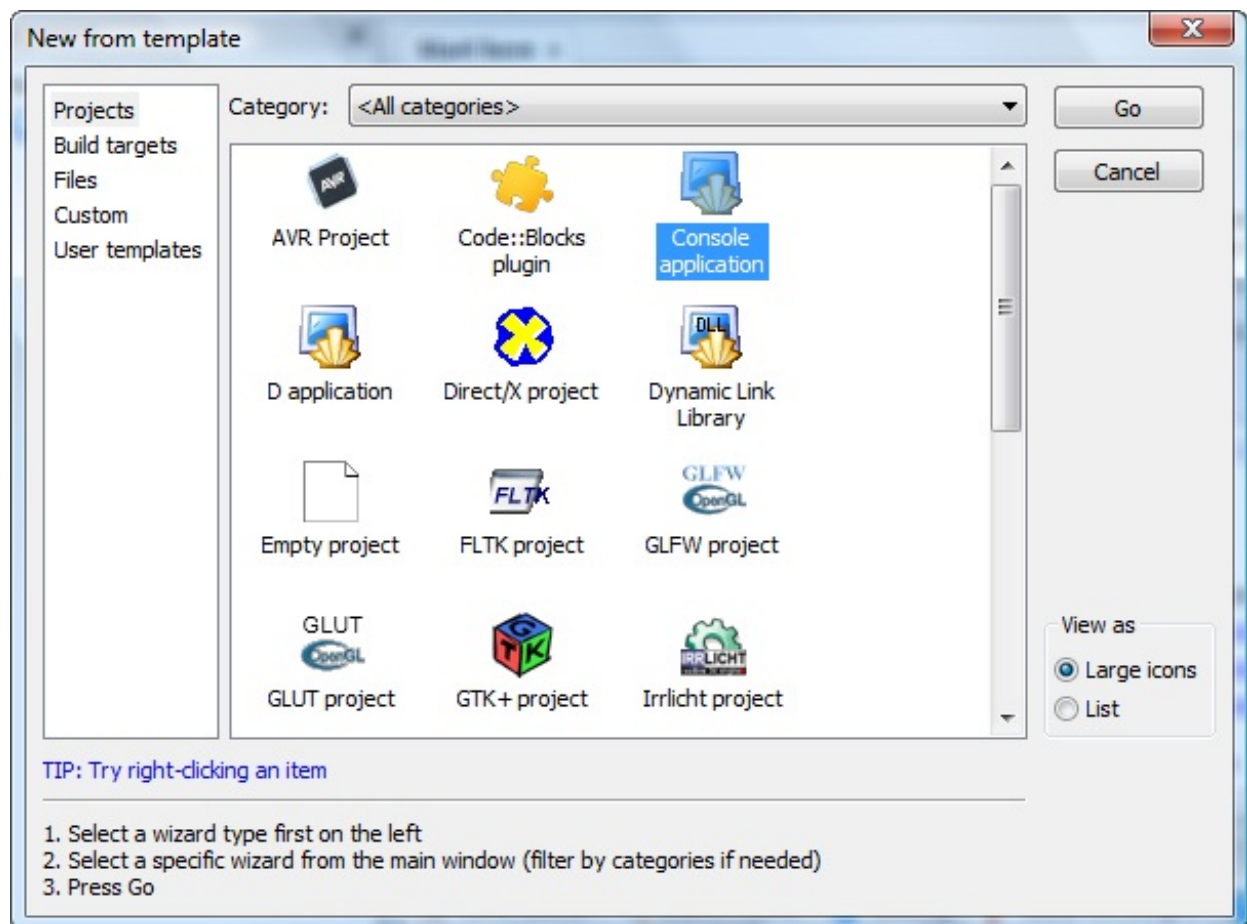 New from template
Projects
Build targets
Files
Custom
User templates
Category:
<All categories>
Go
Cancel
AVR
AVR Project
Code::Blocks
plugin
Console
application
D application
Direct/X project
DLL
Dynamic Link
Library
Empty project
FLTK
FLTK project
GLFW
OpenGL
GLFW project
GLUT
OpenGL
GLUT project
GTK
GTK+ project
IRRLICHT
Irrlicht project
View as
Large icons
List
TIP: Try right-clicking an item
1. Select a wizard type first on the left
2. Select a specific wizard from the main window (filter by categories if needed)
3. Press Go